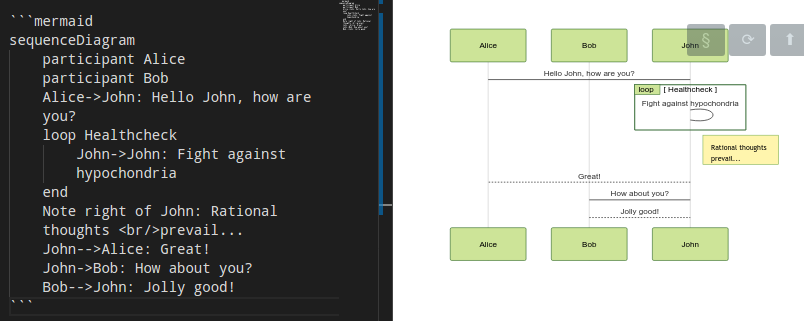 ```mermaid
sequenceDiagram
participant Alice
participant Bob
Alice->John: Hello John, how are
you?
loop Healthcheck
John->John: Fight against
hypochondria
end
Note right of John: Rational
thoughts <br/>prevail...
John-->Alice: Great!
John->Bob: How about you?
Bob-->John: Jolly good!
```
Alice Bob John
§
Hello John, how are you?
loop [ Healthcheck ]
Fight against hypochondria
Rational thoughts
prevail...
Great!
How about you?
Jolly good!
Alice Bob John